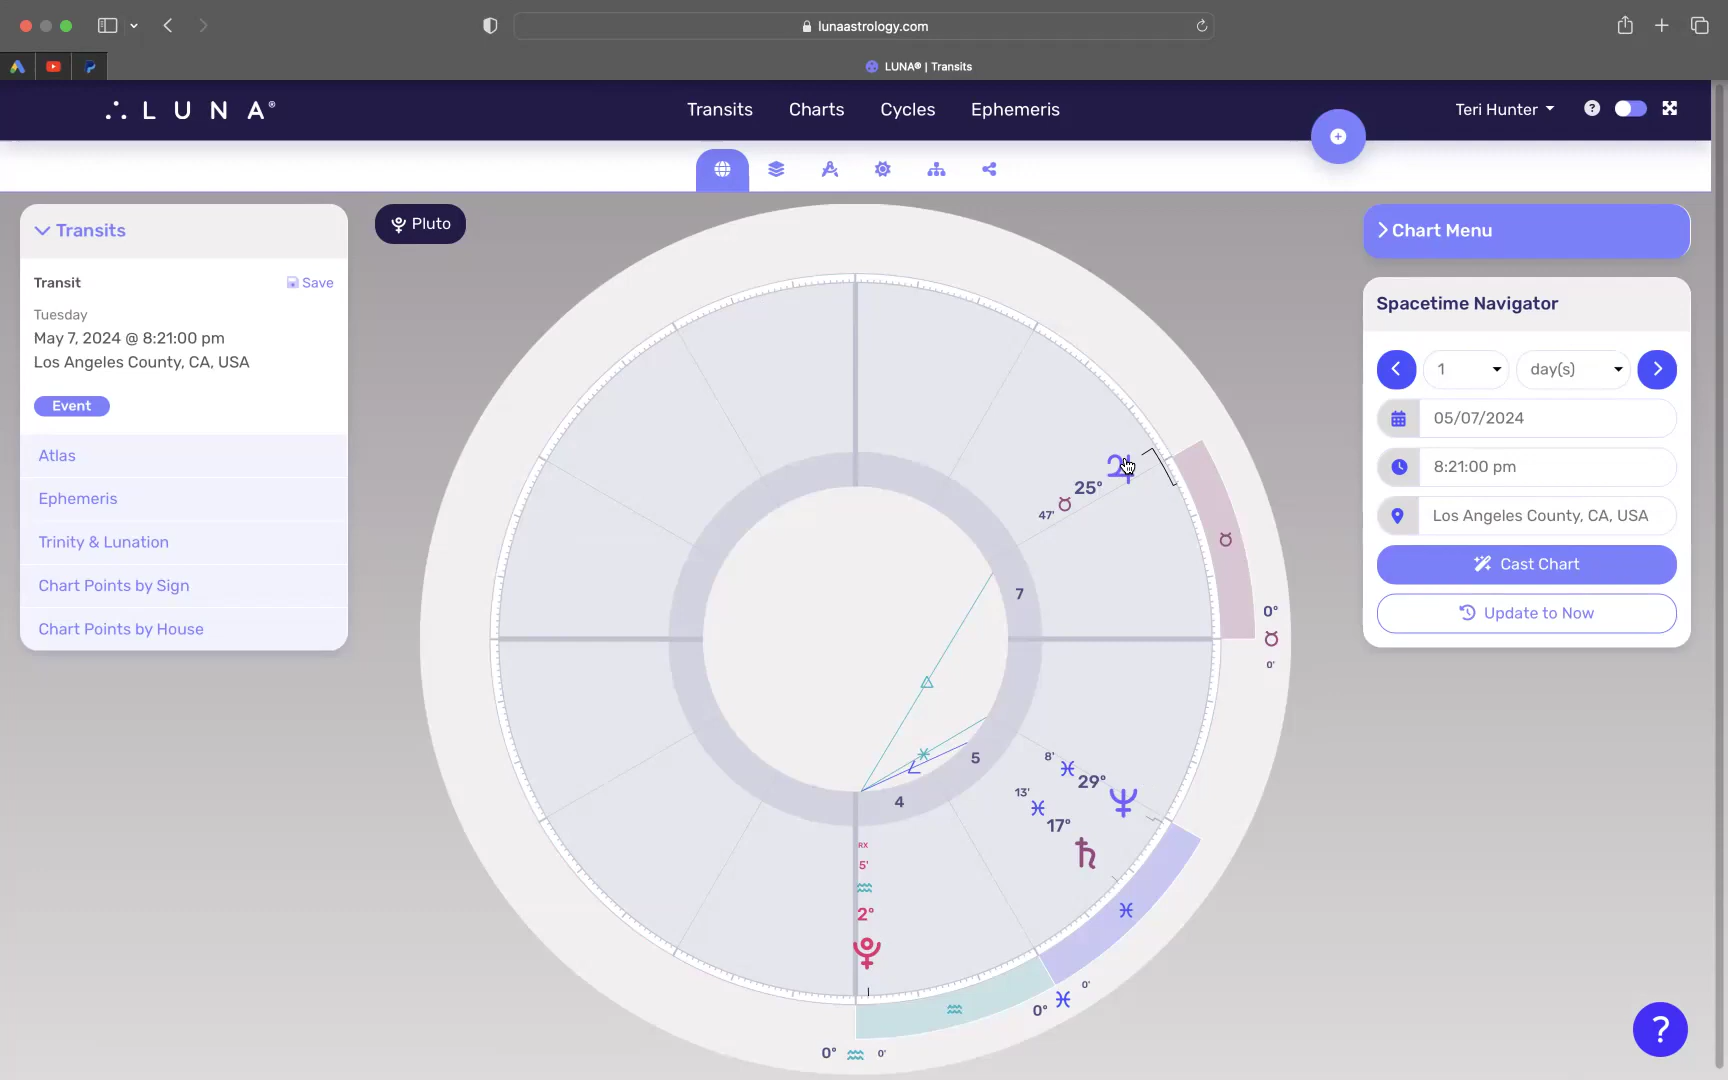 lunaastrology.com
LUNA® | Transits
LUNA®
Transits
Charts
Cycles
Ephemeris
Teri Hunter
Transits
Transit
Save
Tuesday
May 7, 2024 @ 8:21:00 pm
Los Angeles County, CA, USA
Event
Atlas
Ephemeris
Trinity & Lunation
Chart Points by Sign
Chart Points by House
♇ Pluto
♃
25°
♉
47'
♉
7
0°
♉
0'
5
4
8'
♓
29°
♆
13'
♓
17°
♄
RX
5'
♒
2°
♇
♓
♒
0°
♓
0'
0°
♒
0'
Chart Menu
Spacetime Navigator
1
day(s)
05/07/2024
8:21:00 pm
Los Angeles County, CA, USA
Cast Chart
Update to Now
?